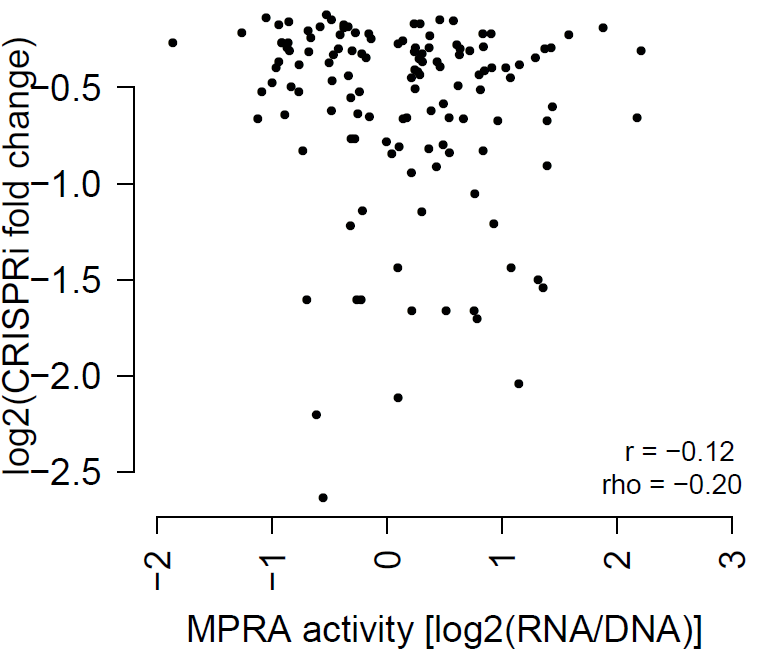 log2(CRISPRi fold change)
−0.5
−1.0
−1.5
−2.0
−2.5
r = −0.12
rho = −0.20
−2
−1
0
1
2
3
MPRA activity [log2(RNA/DNA)]